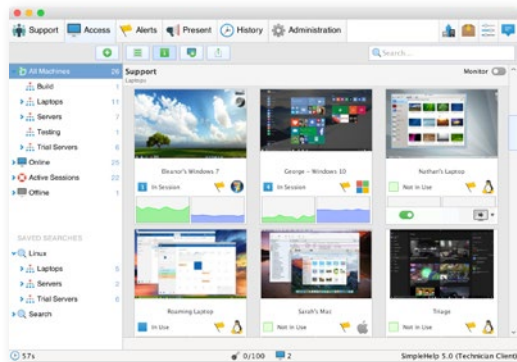 Support Access Alerts Present History Administration
Search...
All Machines 26
Build 1
Laptops 11
Servers 7
Testing 1
Trial Servers 6
Online 25
Active Sessions 22
Offline 1
SAVED SEARCHES
Linux
Laptops 5
Servers 2
Trial Servers 6
Search
Support Monitor
Laptops
Eleanor's Windows 7 George - Windows 10 Nathan's Laptop
In Session In Session Not In Use
Roaming Laptop Sarah's Mac Triage
In Use Not In Use Not In Use
57s 0/100 2 SimpleHelp 5.0 (Technician Client)